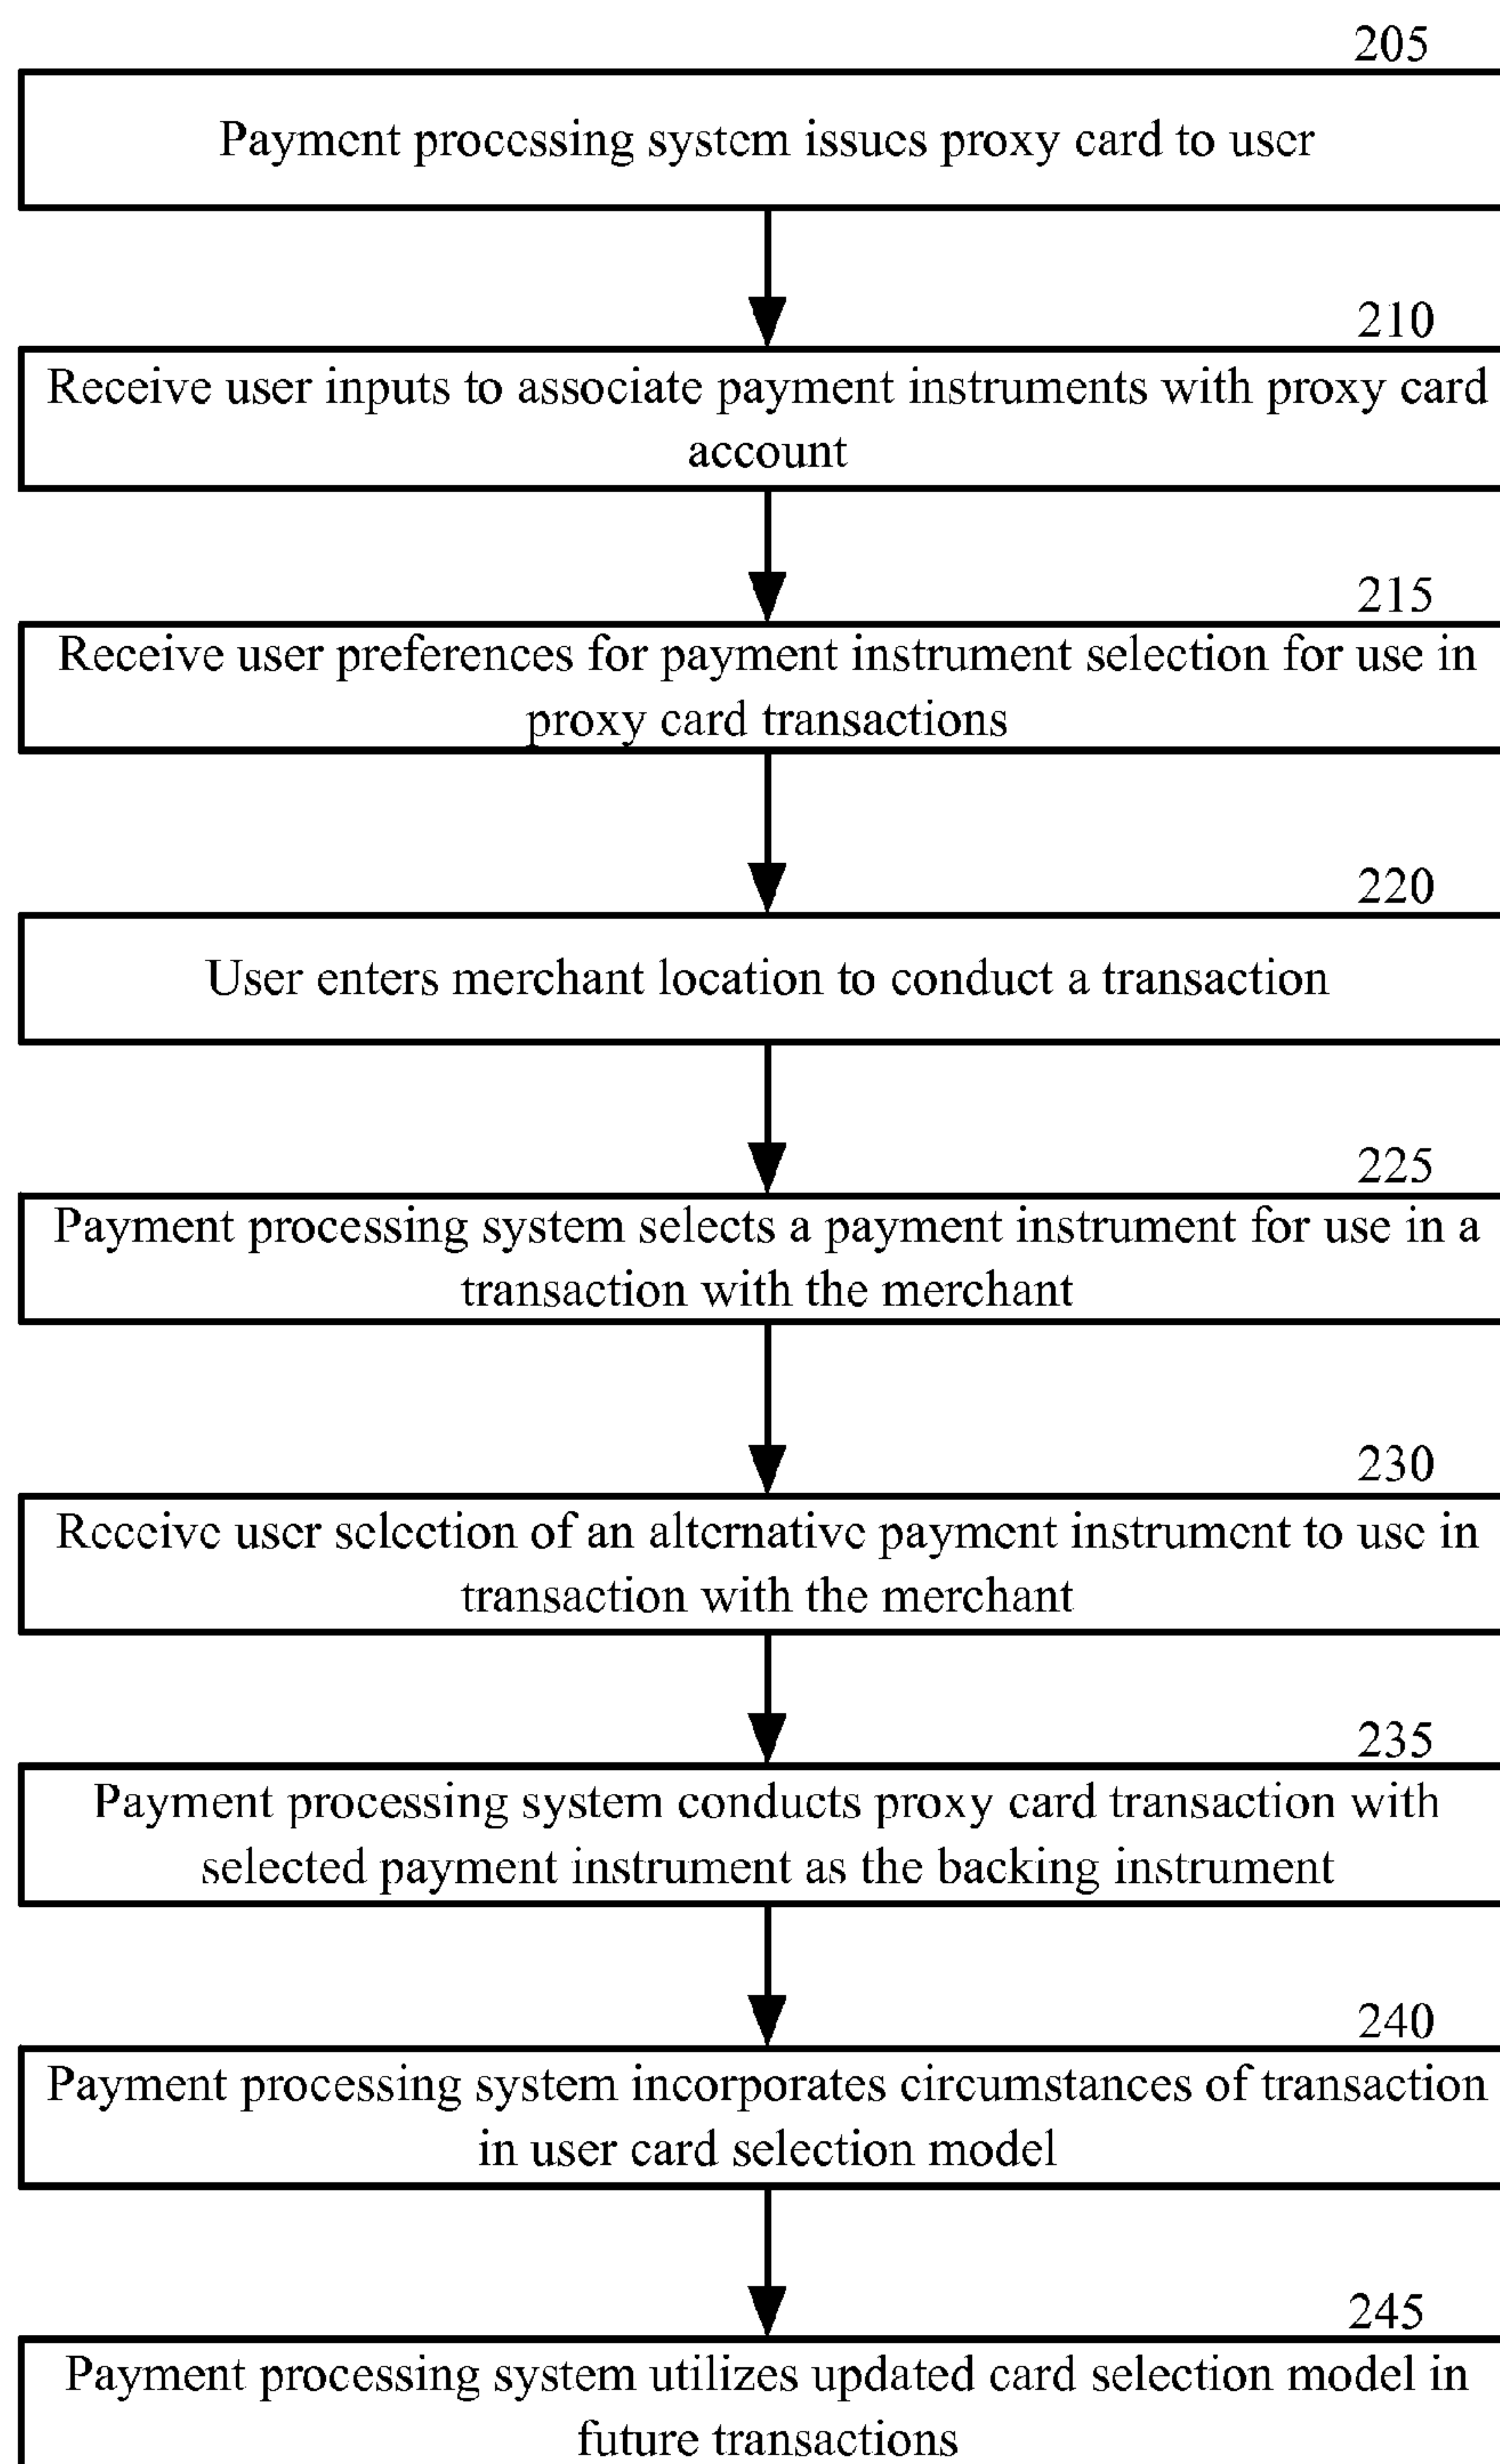 205
Payment processing system issues proxy card to user
210
Receive user inputs to associate payment instruments with proxy card
account
215
Receive user preferences for payment instrument selection for use in
proxy card transactions
220
User enters merchant location to conduct a transaction
225
Payment processing system selects a payment instrument for use in a
transaction with the merchant
230
Receive user selection of an alternative payment instrument to use in
transaction with the merchant
235
Payment processing system conducts proxy card transaction with
selected payment instrument as the backing instrument
240
Payment processing system incorporates circumstances of transaction
in user card selection model
245
Payment processing system utilizes updated card selection model in
future transactions